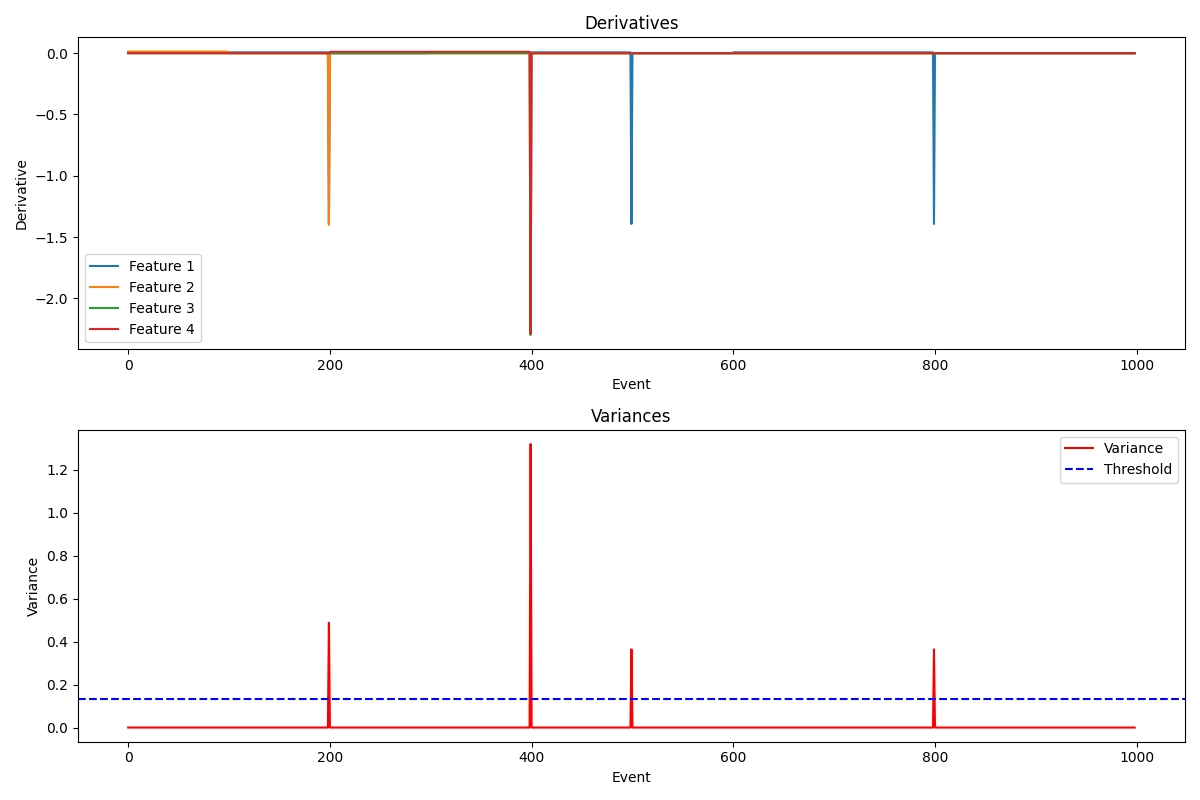 Derivatives
0.0
−0.5
−1.0
−1.5
−2.0
Derivative
Feature 1
Feature 2
Feature 3
Feature 4
0 200 400 600 800 1000
Event
Variances
1.2
1.0
0.8
0.6
0.4
0.2
0.0
Variance
Variance
Threshold
0 200 400 600 800 1000
Event